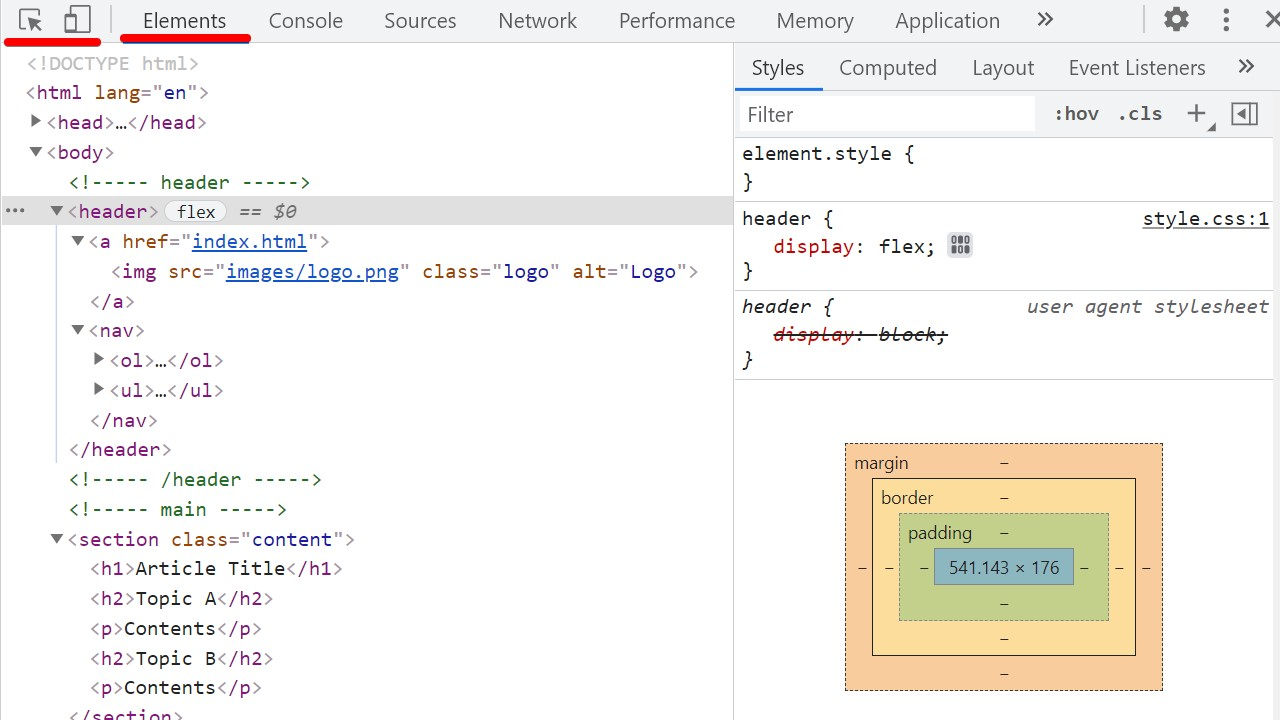 Elements Console Sources Network Performance Memory Application »
<!DOCTYPE html>
<html lang="en">
<head>…</head>
<body>
<!----- header ----->
<header> flex == $0
<a href="index.html">
<img src="images/logo.png" class="logo" alt="Logo">
</a>
<nav>
<ol>…</ol>
<ul>…</ul>
</nav>
</header>
<!----- /header ----->
<!----- main ----->
<section class="content">
<h1>Article Title</h1>
<h2>Topic A</h2>
<p>Contents</p>
<h2>Topic B</h2>
<p>Contents</p>
</section>
Styles Computed Layout Event Listeners »
Filter :hov .cls +
element.style {
}
header { style.css:1
display: flex;
}
header { user agent stylesheet
display: block;
}
margin –
border –
padding –
– – – 541.143 × 176 – – –
–
–
–